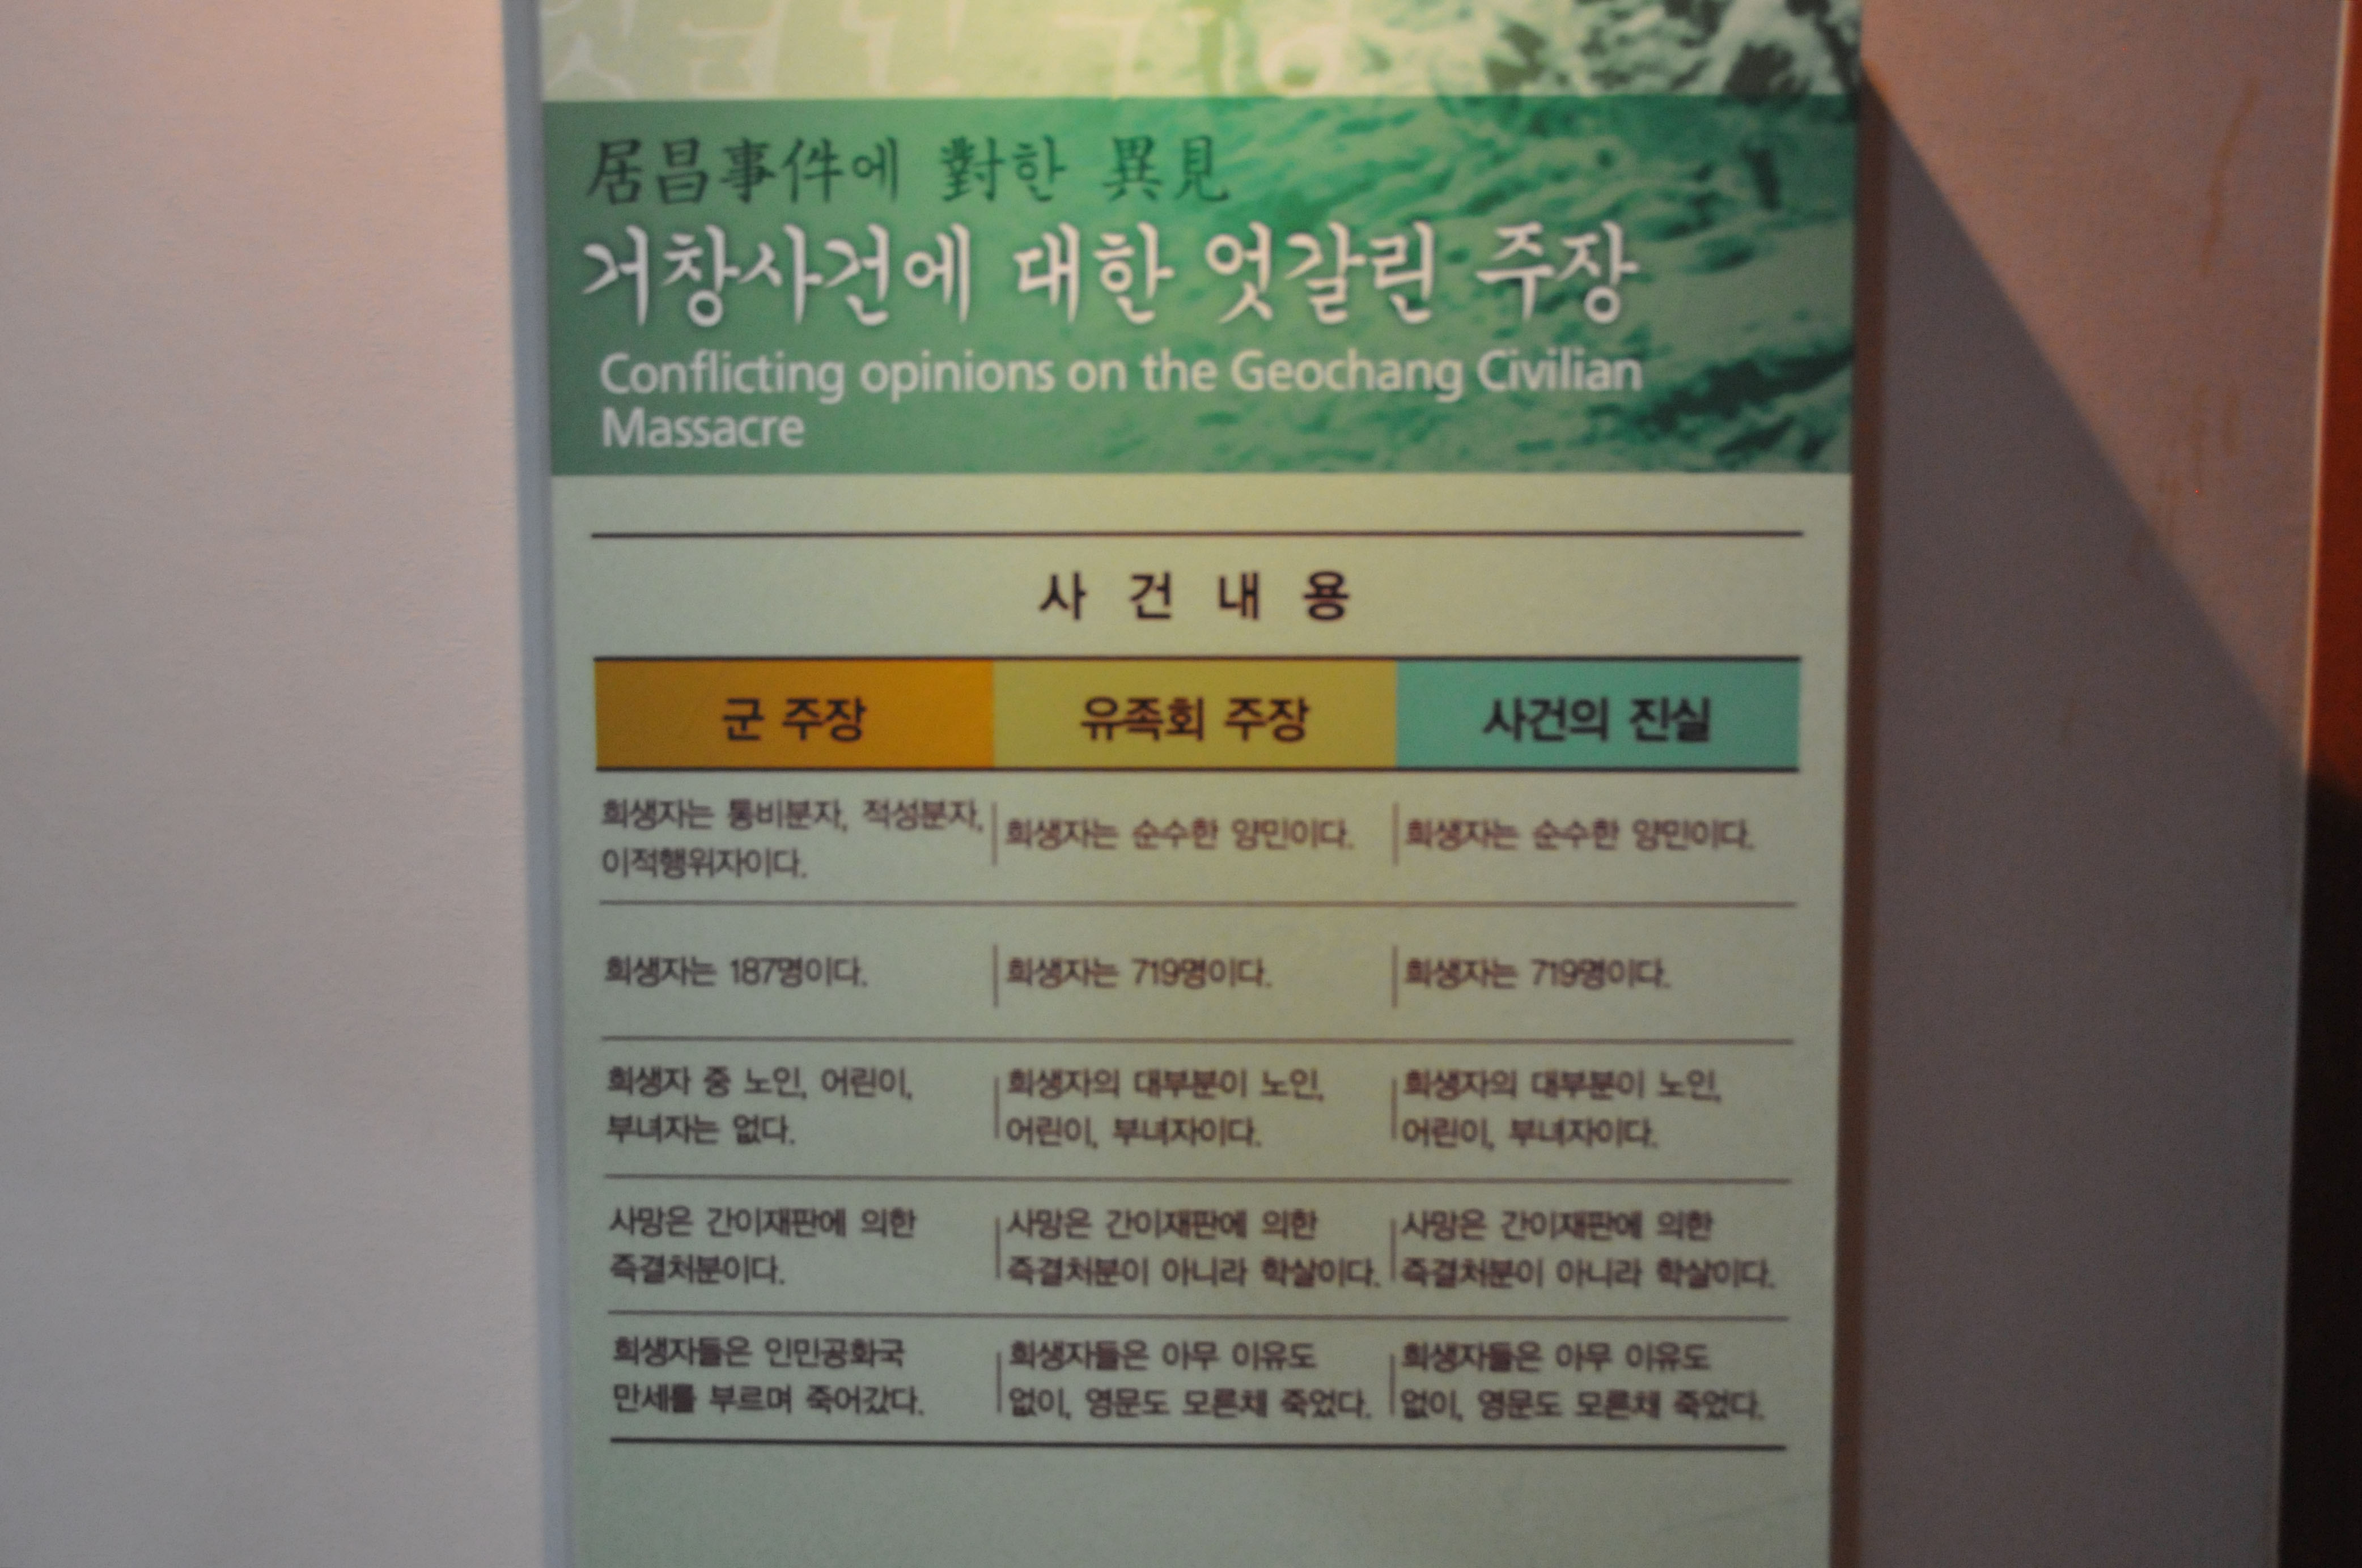 居昌事件에 對한 異見
거창사건에 대한 엇갈린 주장
Conflicting opinions on the Geochang Civilian
Massacre
사 건 내 용
군 주장
유족회 주장
사건의 진실
희생자는 통비분자, 적성분자,
이적행위자이다.
희생자는 순수한 양민이다.
희생자는 순수한 양민이다.
희생자는 187명이다.
희생자는 719명이다.
희생자는 719명이다.
희생자 중 노인, 어린이,
부녀자는 없다.
희생자의 대부분이 노인,
어린이, 부녀자이다.
희생자의 대부분이 노인,
어린이, 부녀자이다.
사망은 간이재판에 의한
즉결처분이다.
사망은 간이재판에 의한
즉결처분이 아니라 학살이다.
사망은 간이재판에 의한
즉결처분이 아니라 학살이다.
희생자들은 인민공화국
만세를 부르며 죽어갔다.
희생자들은 아무 이유도
없이, 영문도 모른채 죽었다.
희생자들은 아무 이유도
없이, 영문도 모른채 죽었다.